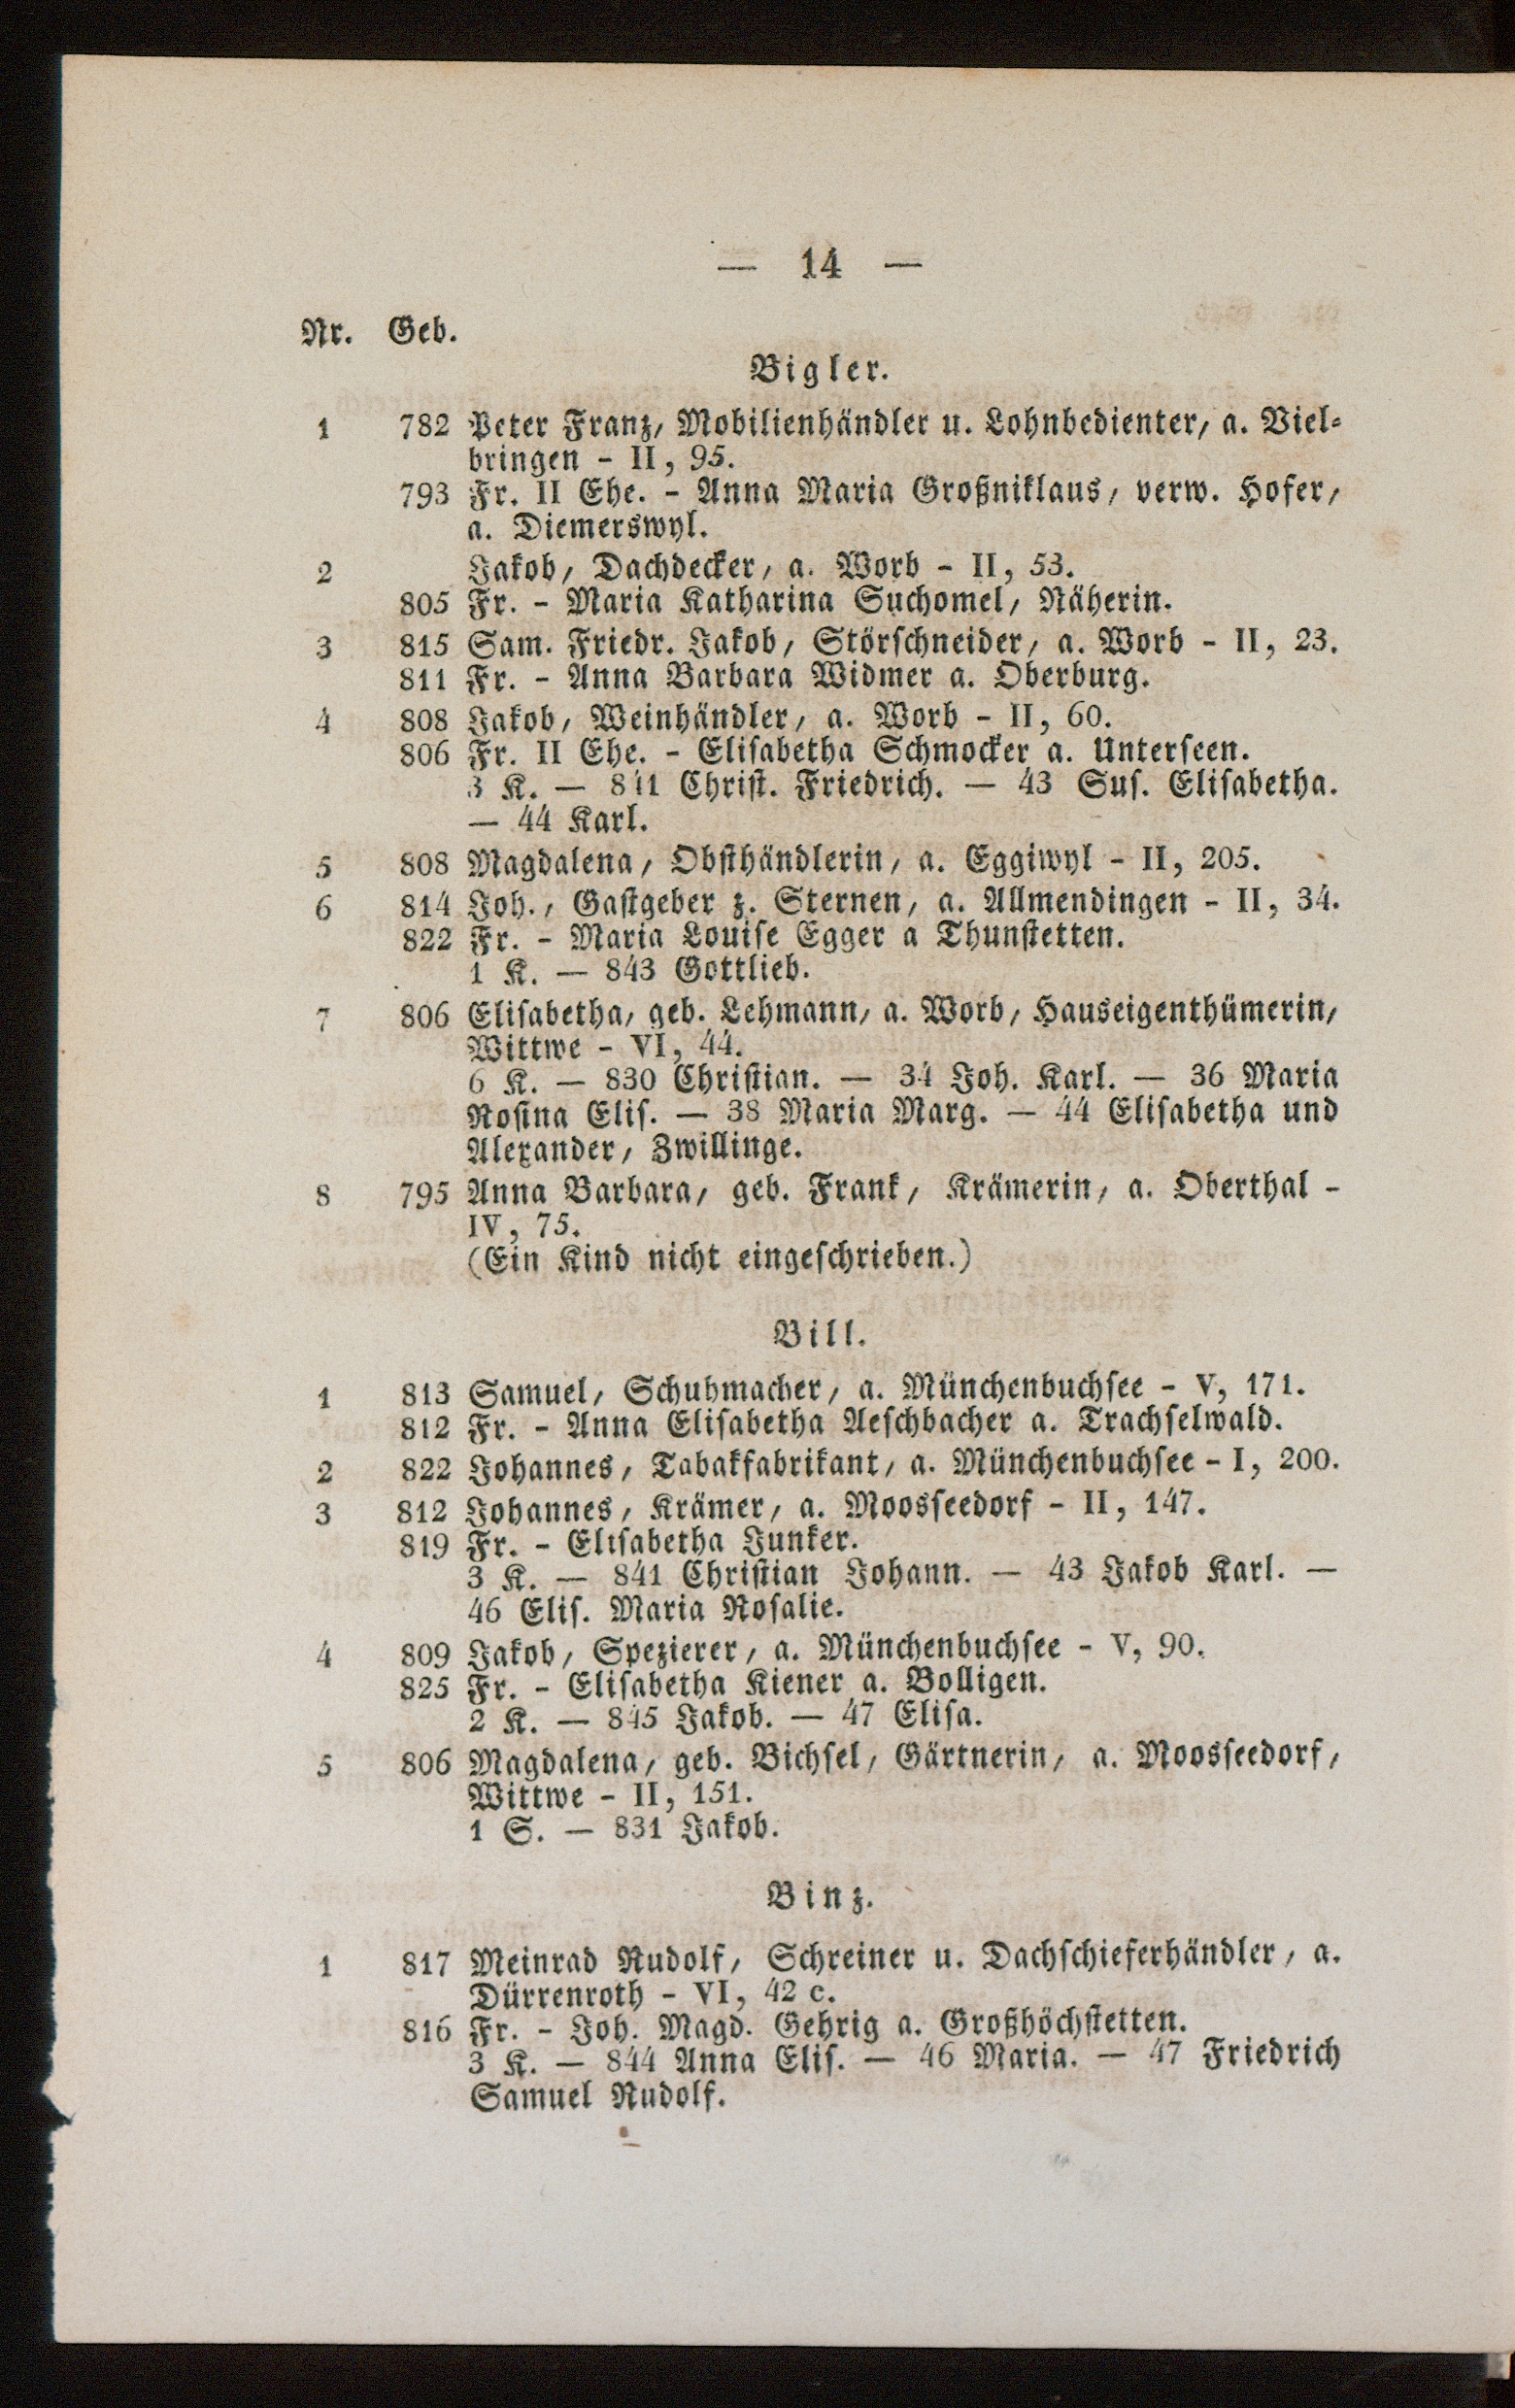 — 14 —
Nr. Geb.
Bigler.
1 782 Peter Franz, Mobilienhändler u. Lohnbedienter, a. Viel-
bringen - II, 95.
793 Fr. II Ehe. - Anna Maria Großniklaus, verw. Hofer,
a. Diemerswyl.
2 Jakob, Dachdecker, a. Worb - II, 53.
805 Fr. - Maria Katharina Suchomel, Näherin.
3 815 Sam. Friedr. Jakob, Störschneider, a. Worb - II, 23.
811 Fr. - Anna Barbara Widmer a. Oberburg.
4 808 Jakob, Weinhändler, a. Worb - II, 60.
806 Fr. II Ehe. - Elisabetha Schmocker a. Unterseen.
3 K. — 841 Christ. Friedrich. — 43 Sus. Elisabetha.
— 44 Karl.
5 808 Magdalena, Obsthändlerin, a. Eggiwyl - II, 205.
6 814 Joh., Gastgeber z. Sternen, a. Allmendingen - II, 34.
822 Fr. - Maria Louise Egger a Thunstetten.
1 K. — 843 Gottlieb.
7 806 Elisabetha, geb. Lehmann, a. Worb, Hauseigenthümerin,
Wittwe - VI, 44.
6 K. — 830 Christian. — 34 Joh. Karl. — 36 Maria
Rosina Elis. — 38 Maria Marg. — 44 Elisabetha und
Alexander, Zwillinge.
8 795 Anna Barbara, geb. Frank, Krämerin, a. Oberthal -
IV, 75.
(Ein Kind nicht eingeschrieben.)
Bill.
1 813 Samuel, Schuhmacher, a. Münchenbuchsee - V, 171.
812 Fr. - Anna Elisabetha Aeschbacher a. Trachselwald.
2 822 Johannes, Tabakfabrikant, a. Münchenbuchsee - I, 200.
3 812 Johannes, Krämer, a. Moosseedorf - II, 147.
819 Fr. - Elisabetha Junker.
3 K. — 841 Christian Johann. — 43 Jakob Karl. —
46 Elis. Maria Rosalie.
4 809 Jakob, Spezierer, a. Münchenbuchsee - V, 90.
825 Fr. - Elisabetha Kiener a. Bolligen.
2 K. — 845 Jakob. — 47 Elisa.
5 806 Magdalena, geb. Bichsel, Gärtnerin, a. Moosseedorf,
Wittwe - II, 151.
1 S. — 831 Jakob.
Binz.
1 817 Meinrad Rudolf, Schreiner u. Dachschieferhändler, a.
Dürrenroth - VI, 42 c.
816 Fr. - Joh. Magd. Gehrig a. Großhöchstetten.
3 K. — 844 Anna Elis. — 46 Maria. — 47 Friedrich
Samuel Rudolf.